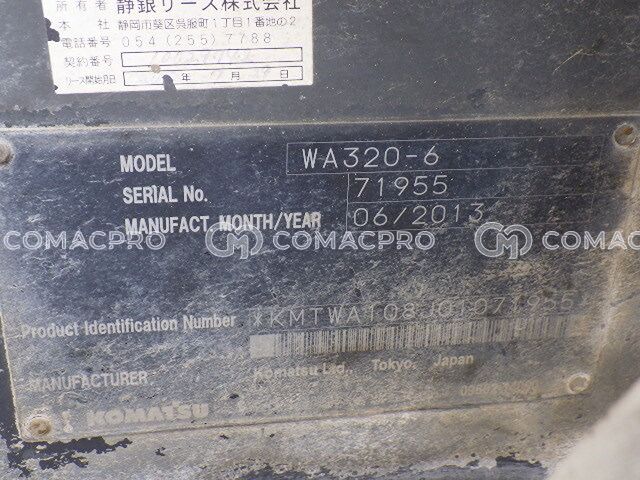 所有者 静銀リース株式会社
本社 静岡市葵区呉服町1丁目1番地の2
電話番号 054(255)7788
契約番号
リース開始月日 年 日
MODEL WA320-6
SERIAL No. 71955
MANUFACT. MONTH/YEAR 06/2013
COMACPRO COMACPRO COMACPRO
Product Identification Number *KMTWA108J01071955*
MANUFACTURER Komatsu Ltd., Tokyo, Japan
KOMATSU